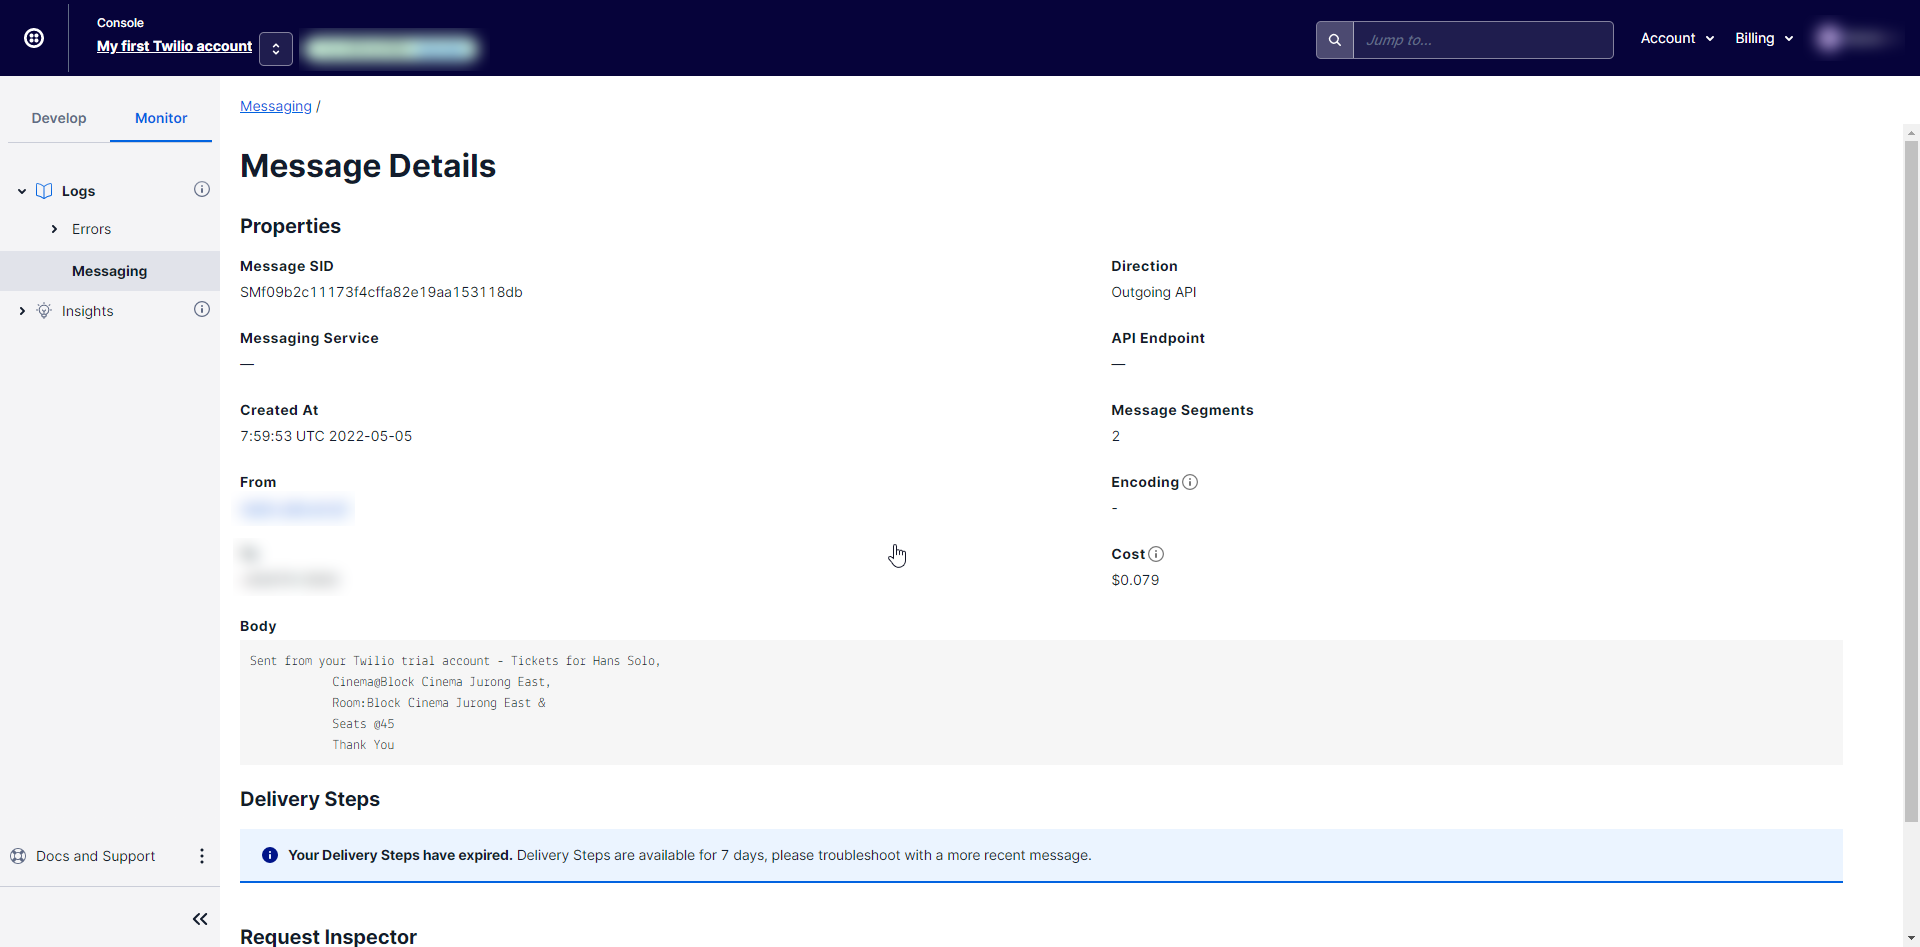 Console
My first Twilio account
Jump to...
Account
Billing
Develop
Monitor
Logs
Errors
Messaging
Insights
Docs and Support
Messaging /
Message Details
Properties
Message SID
SMf09b2c11173f4cffa82e19aa153118db
Direction
Outgoing API
Messaging Service
—
API Endpoint
—
Created At
7:59:53 UTC 2022-05-05
Message Segments
2
From
Encoding
-
Cost
$0.079
Body
Sent from your Twilio trial account - Tickets for Hans Solo,
Cinema@Block Cinema Jurong East,
Room:Block Cinema Jurong East &
Seats @45
Thank You
Delivery Steps
Your Delivery Steps have expired. Delivery Steps are available for 7 days, please troubleshoot with a more recent message.
Request Inspector